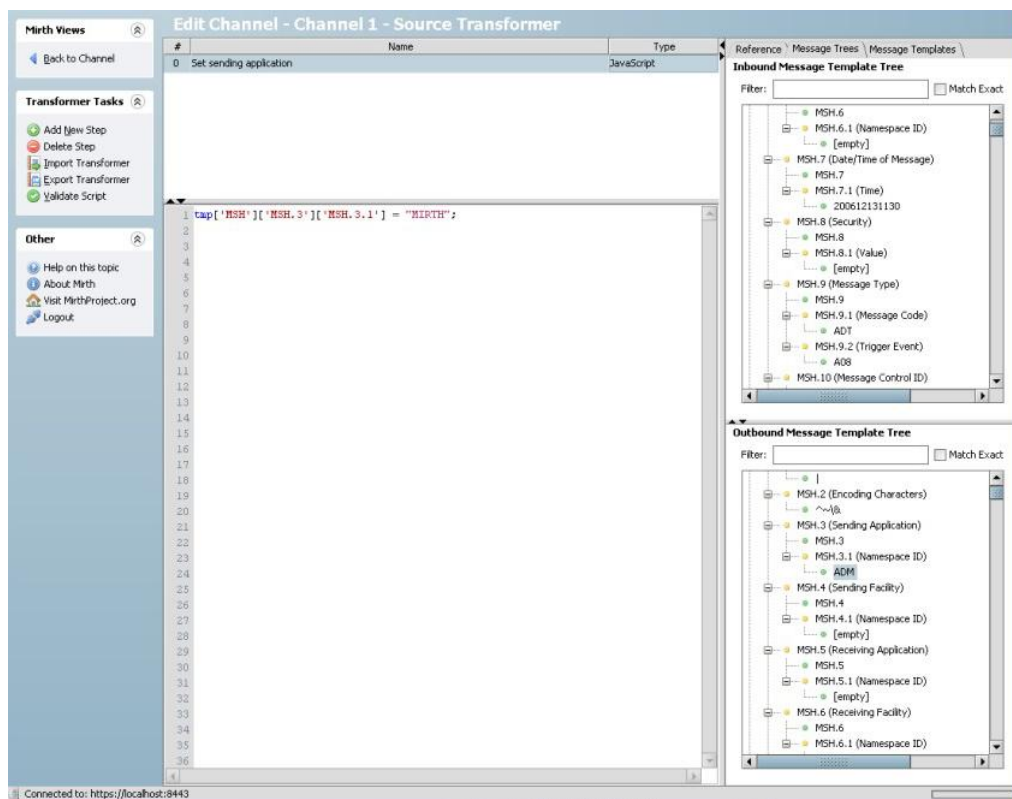 Edit Channel - Channel 1 - Source Transformer
Mirth Views
Back to Channel
Transformer Tasks
Add New Step
Delete Step
Import Transformer
Export Transformer
Validate Script
Other
Help on this topic
About Mirth
Visit MirthProject.org
Logout
# Name Type
0 Set sending application JavaScript
1 tmp['MSH']['MSH.3']['MSH.3.1'] = "MIRTH";
2
3
4
5
6
7
8
9
10
11
12
13
14
15
16
17
18
19
20
21
22
23
24
25
26
27
28
29
30
31
32
33
34
35
36
Reference Message Trees Message Templates
Inbound Message Template Tree
Filter: Match Exact
MSH.6
MSH.6.1 (Namespace ID)
[empty]
MSH.7 (Date/Time of Message)
MSH.7
MSH.7.1 (Time)
200612131130
MSH.8 (Security)
MSH.8
MSH.8.1 (Value)
[empty]
MSH.9 (Message Type)
MSH.9
MSH.9.1 (Message Code)
ADT
MSH.9.2 (Trigger Event)
A08
MSH.10 (Message Control ID)
Outbound Message Template Tree
Filter: Match Exact
|
MSH.2 (Encoding Characters)
^~\&
MSH.3 (Sending Application)
MSH.3
MSH.3.1 (Namespace ID)
ADM
MSH.4 (Sending Facility)
MSH.4
MSH.4.1 (Namespace ID)
[empty]
MSH.5 (Receiving Application)
MSH.5
MSH.5.1 (Namespace ID)
[empty]
MSH.6 (Receiving Facility)
MSH.6
MSH.6.1 (Namespace ID)
Connected to: https://localhost:8443